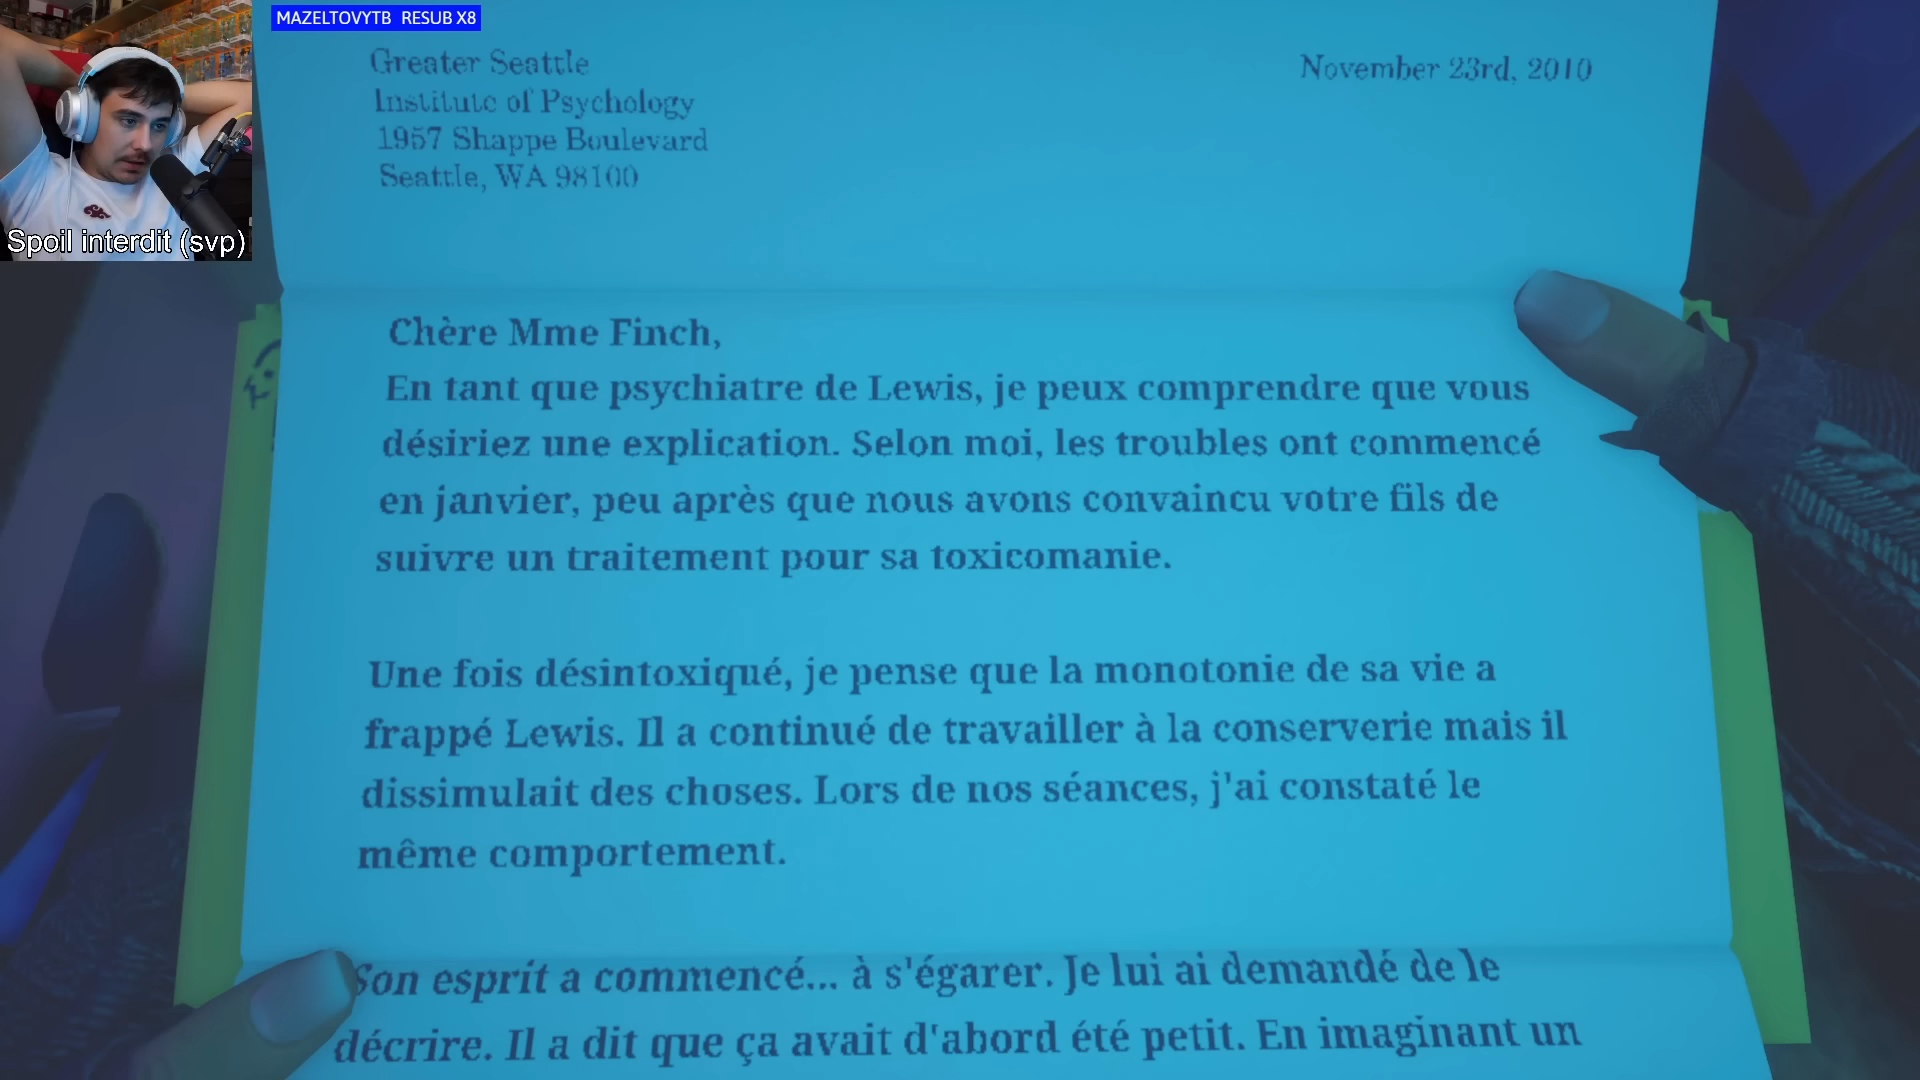 MAZELTOVYTB RESUB X8
Greater Seattle
Institute of Psychology
1957 Shappe Boulevard
Seattle, WA 98100
November 23rd, 2010
Spoil interdit (svp)
Chère Mme Finch,
En tant que psychiatre de Lewis, je peux comprendre que vous
désiriez une explication. Selon moi, les troubles ont commencé
en janvier, peu après que nous avons convaincu votre fils de
suivre un traitement pour sa toxicomanie.
Une fois désintoxiqué, je pense que la monotonie de sa vie a
frappé Lewis. Il a continué de travailler à la conserverie mais il
dissimulait des choses. Lors de nos séances, j'ai constaté le
même comportement.
Son esprit a commencé... à s'égarer. Je lui ai demandé de le
décrire. Il a dit que ça avait d'abord été petit. En imaginant un